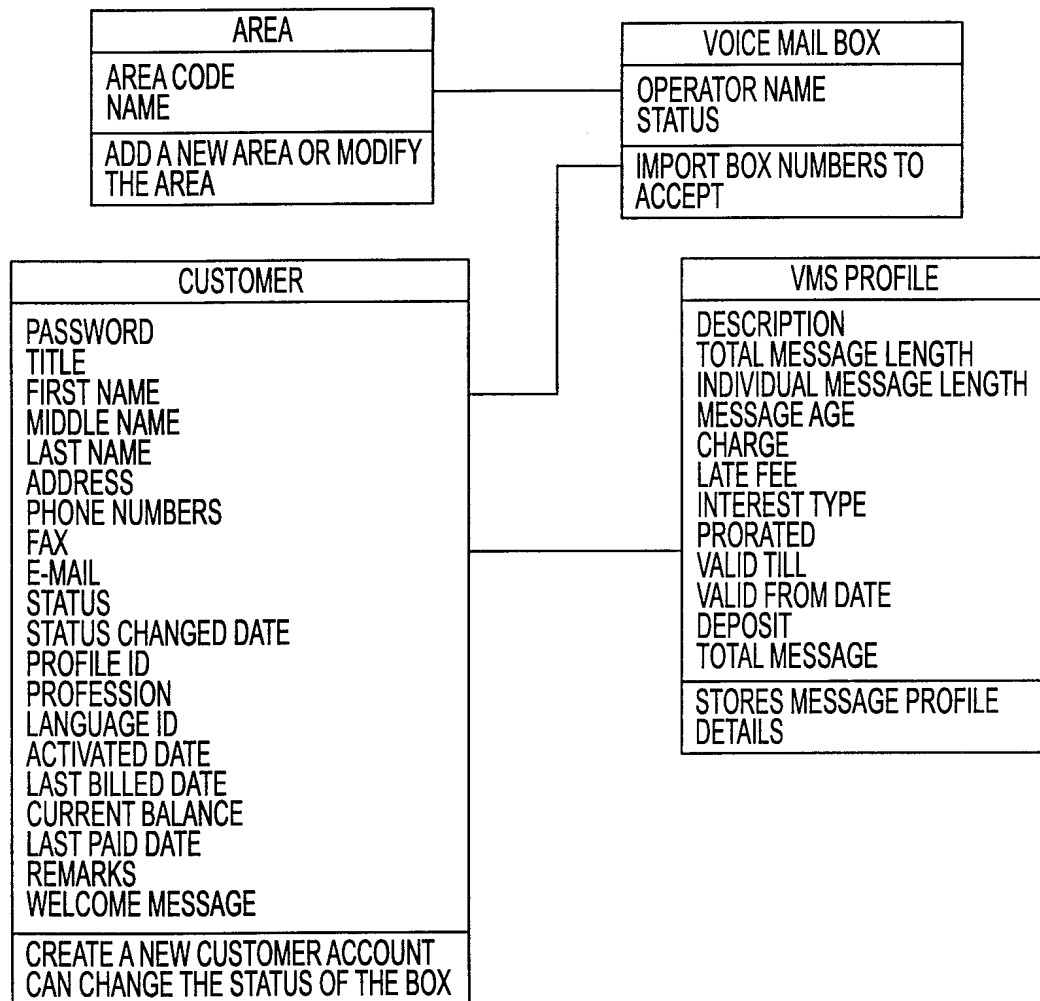 AREA
AREA CODE
NAME
ADD A NEW AREA OR MODIFY
THE AREA
VOICE MAIL BOX
OPERATOR NAME
STATUS
IMPORT BOX NUMBERS TO
ACCEPT
CUSTOMER
PASSWORD
TITLE
FIRST NAME
MIDDLE NAME
LAST NAME
ADDRESS
PHONE NUMBERS
FAX
E-MAIL
STATUS
STATUS CHANGED DATE
PROFILE ID
PROFESSION
LANGUAGE ID
ACTIVATED DATE
LAST BILLED DATE
CURRENT BALANCE
LAST PAID DATE
REMARKS
WELCOME MESSAGE
CREATE A NEW CUSTOMER ACCOUNT
CAN CHANGE THE STATUS OF THE BOX
VMS PROFILE
DESCRIPTION
TOTAL MESSAGE LENGTH
INDIVIDUAL MESSAGE LENGTH
MESSAGE AGE
CHARGE
LATE FEE
INTEREST TYPE
PRORATED
VALID TILL
VALID FROM DATE
DEPOSIT
TOTAL MESSAGE
STORES MESSAGE PROFILE
DETAILS